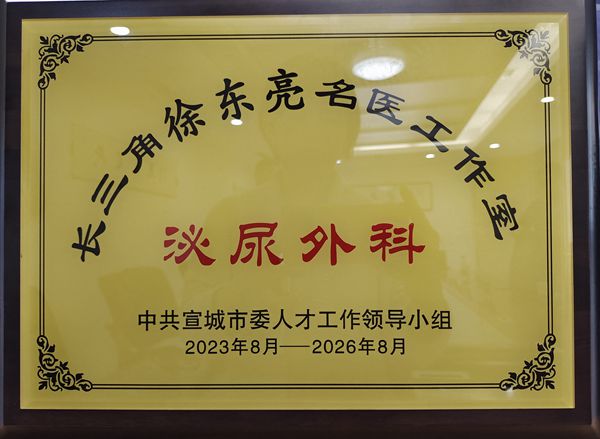 长三角徐东亮名医工作室
泌尿外科
中共宣城市委人才工作领导小组
2023年8月——2026年8月